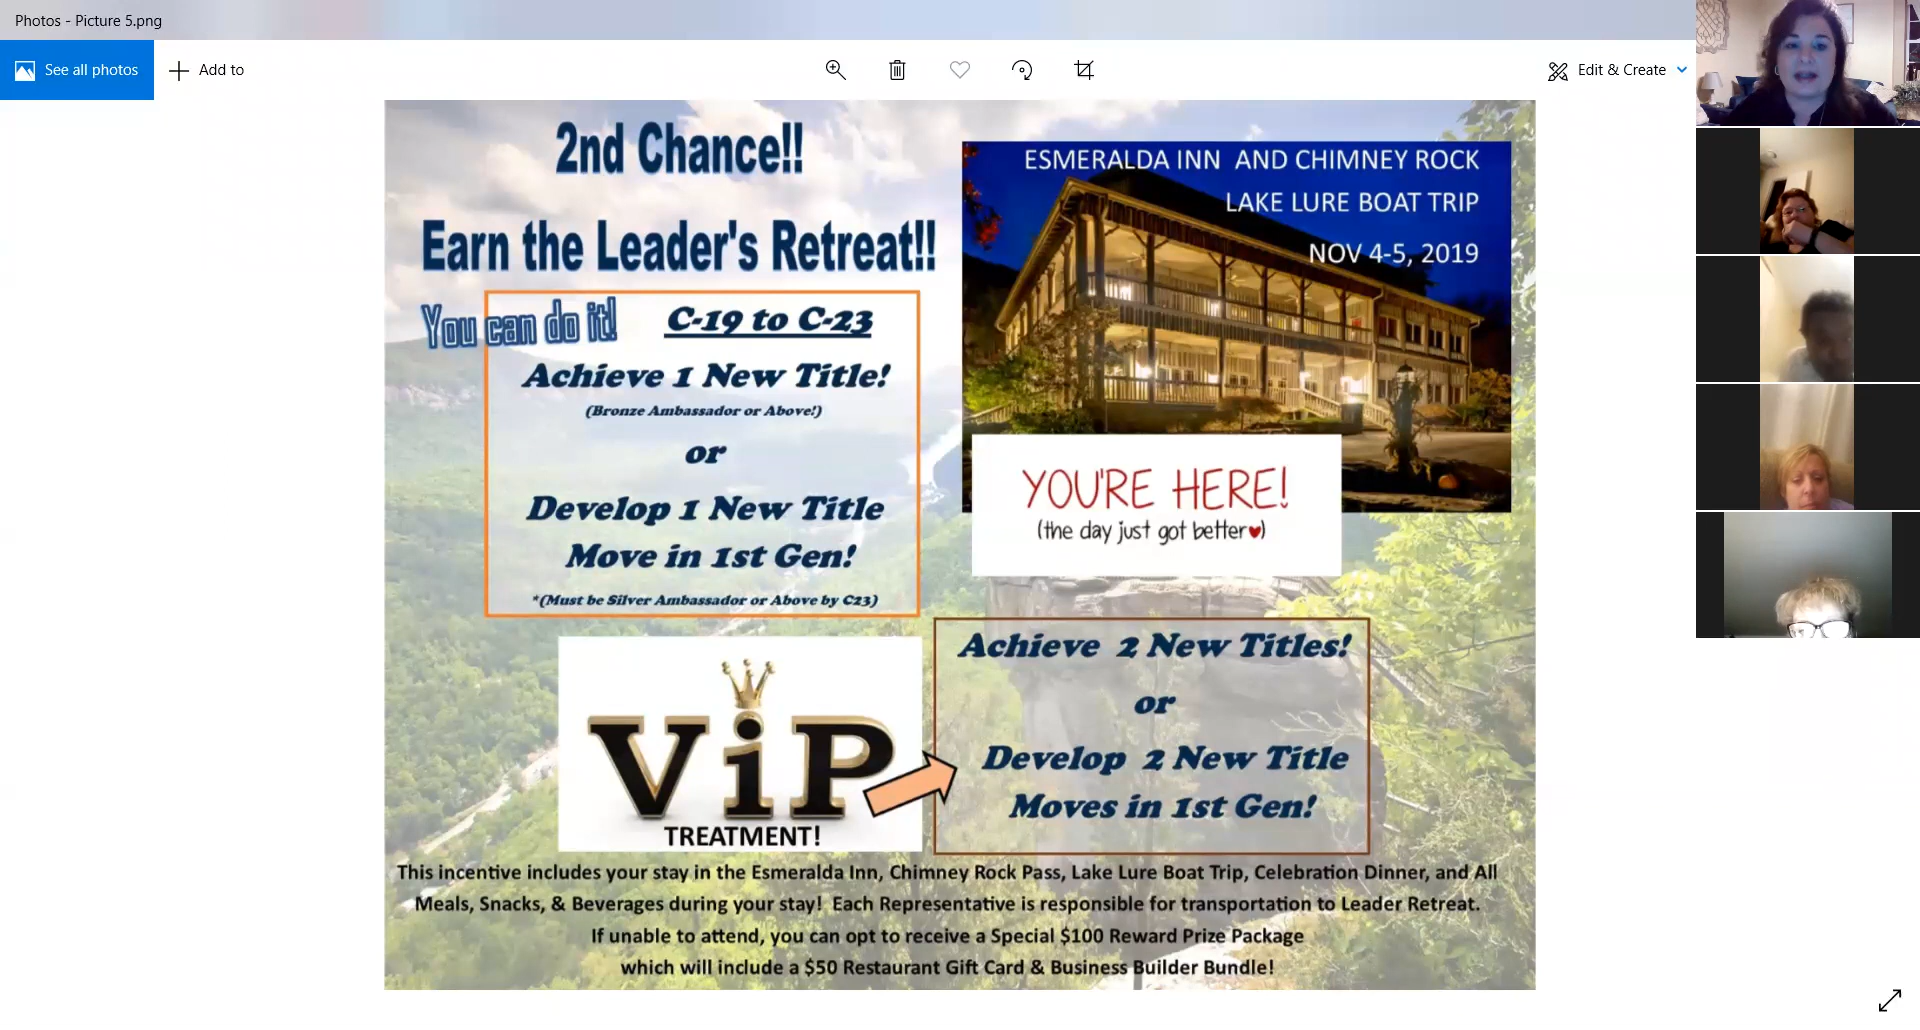 Photos - Picture 5.png
See all photos
Add to
Edit & Create
2nd Chance!!
Earn the Leader's Retreat!!
You can do it!
C-19 to C-23
Achieve 1 New Title!
(Bronze Ambassador or Above!)
or
Develop 1 New Title
Move in 1st Gen!
*(Must be Silver Ambassador or Above by C23)
ESMERALDA INN AND CHIMNEY ROCK
LAKE LURE BOAT TRIP
NOV 4-5, 2019
YOU'RE HERE!
(the day just got better♥)
ViP
TREATMENT!
Achieve 2 New Titles!
or
Develop 2 New Title
Moves in 1st Gen!
This incentive includes your stay in the Esmeralda Inn, Chimney Rock Pass, Lake Lure Boat Trip, Celebration Dinner, and All
Meals, Snacks, & Beverages during your stay! Each Representative is responsible for transportation to Leader Retreat.
If unable to attend, you can opt to receive a Special $100 Reward Prize Package
which will include a $50 Restaurant Gift Card & Business Builder Bundle!